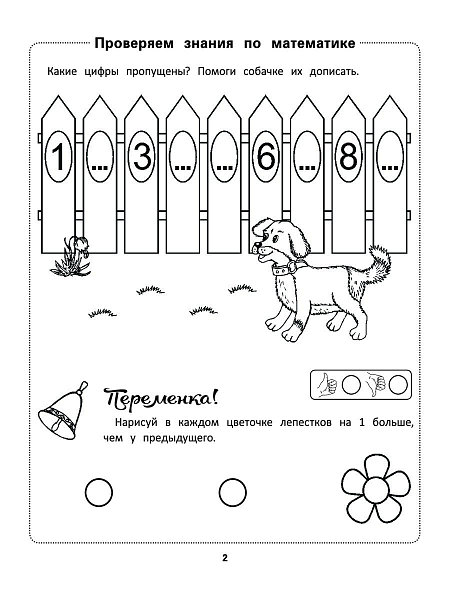 Проверяем знания по математике
Какие цифры пропущены? Помоги собачке их дописать.
1 ... 3 ... ... 6 ... 8 ...
Переменка!
Нарисуй в каждом цветочке лепестков на 1 больше,
чем у предыдущего.
2